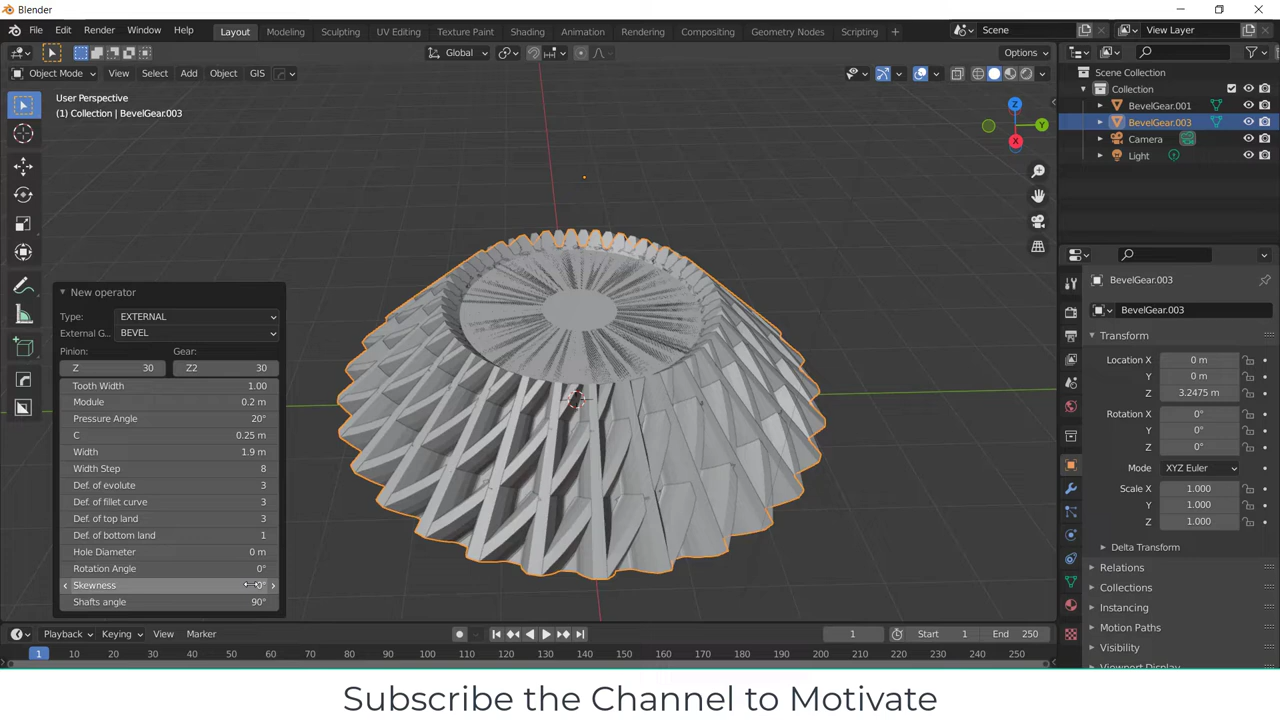 Blender
File Edit Render Window Help Layout Modeling Sculpting UV Editing Texture Paint Shading Animation Rendering Compositing Geometry Nodes Scripting + Scene View Layer
Global Options
Object Mode View Select Add Object GIS
User Perspective
(1) Collection | BevelGear.003
Z
Y
X
Scene Collection
Collection
BevelGear.001
BevelGear.003
Camera
Light
New operator
Type: EXTERNAL
External G... BEVEL
Pinion: Gear:
Z 30 Z2 30
Tooth Width 1.00
Module 0.2 m
Pressure Angle 20°
C 0.25 m
Width 1.9 m
Width Step 8
Def. of evolute 3
Def. of fillet curve 3
Def. of top land 3
Def. of bottom land 1
Hole Diameter 0 m
Rotation Angle 0°
Skewness 0°
Shafts angle 90°
BevelGear.003
BevelGear.003
Transform
Location X 0 m
Y 0 m
Z 3.2475 m
Rotation X 0°
Y 0°
Z 0°
Mode XYZ Euler
Scale X 1.000
Y 1.000
Z 1.000
Delta Transform
Relations
Collections
Instancing
Motion Paths
Visibility
Viewport Display
Playback Keying View Marker 1 Start 1 End 250
1 10 20 30 40 50 60 70 80 90 100 110 120 130 140 150 160 170 180 190 200 210 220 230 240 250
Subscribe the Channel to Motivate